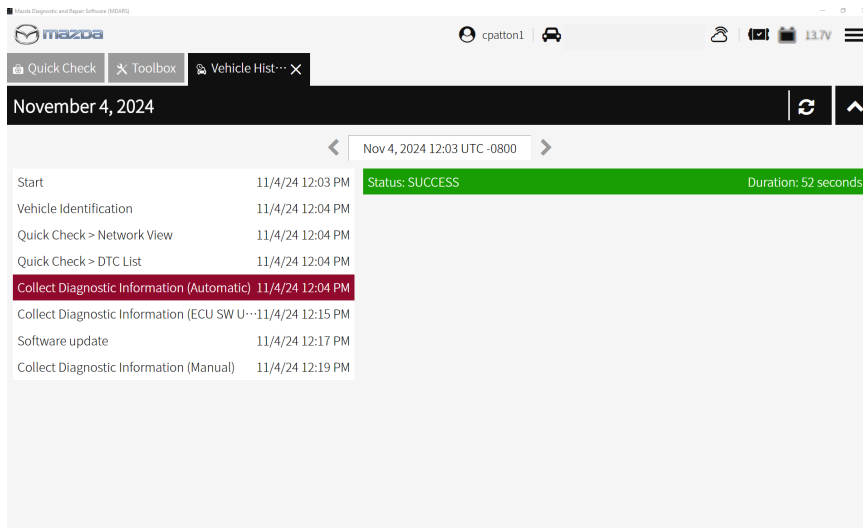 Mazda Diagnostic and Repair Software (MDARS)
mazda
cpatton1
13.7V
Quick Check
Toolbox
Vehicle Hist···
November 4, 2024
Nov 4, 2024 12:03 UTC -0800
Start 11/4/24 12:03 PM
Vehicle Identification 11/4/24 12:04 PM
Quick Check > Network View 11/4/24 12:04 PM
Quick Check > DTC List 11/4/24 12:04 PM
Collect Diagnostic Information (Automatic) 11/4/24 12:04 PM
Collect Diagnostic Information (ECU SW U···11/4/24 12:15 PM
Software update 11/4/24 12:17 PM
Collect Diagnostic Information (Manual) 11/4/24 12:19 PM
Status: SUCCESS
Duration: 52 seconds